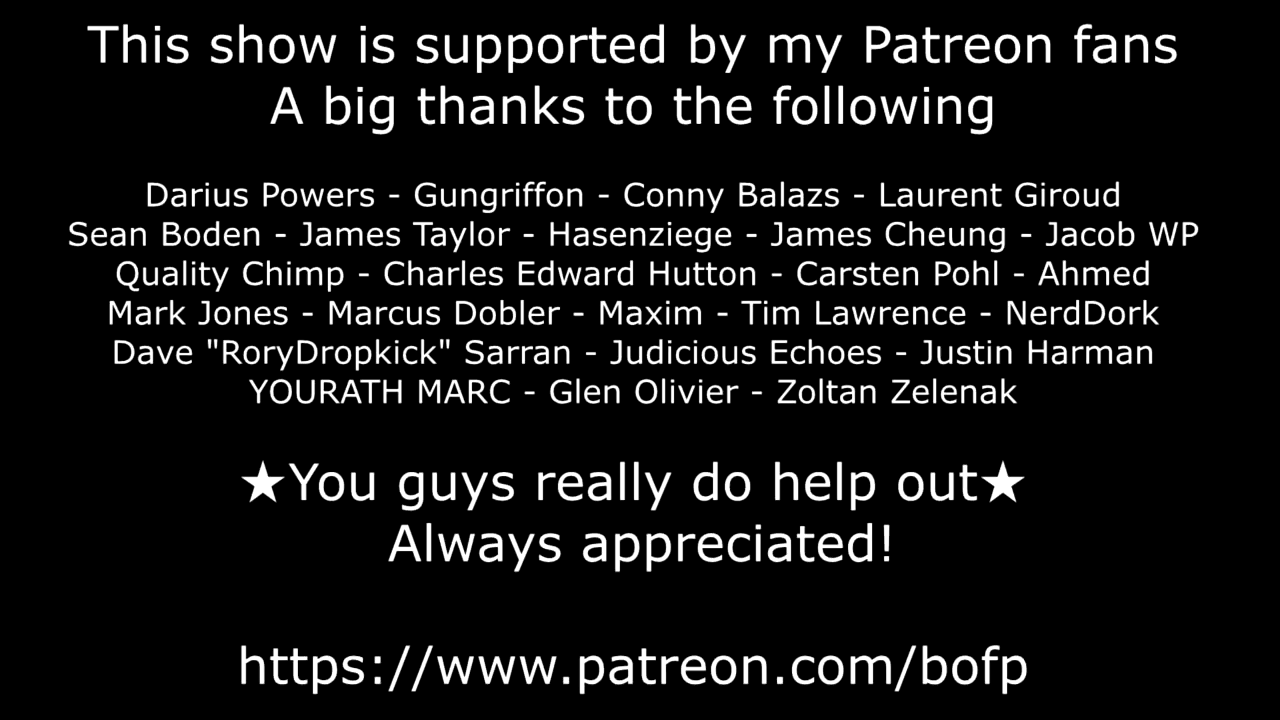 This show is supported by my Patreon fans
A big thanks to the following
Darius Powers - Gungriffon - Conny Balazs - Laurent Giroud
Sean Boden - James Taylor - Hasenziege - James Cheung - Jacob WP
Quality Chimp - Charles Edward Hutton - Carsten Pohl - Ahmed
Mark Jones - Marcus Dobler - Maxim - Tim Lawrence - NerdDork
Dave "RoryDropkick" Sarran - Judicious Echoes - Justin Harman
YOURATH MARC - Glen Olivier - Zoltan Zelenak
★You guys really do help out★
Always appreciated!
https://www.patreon.com/bofp